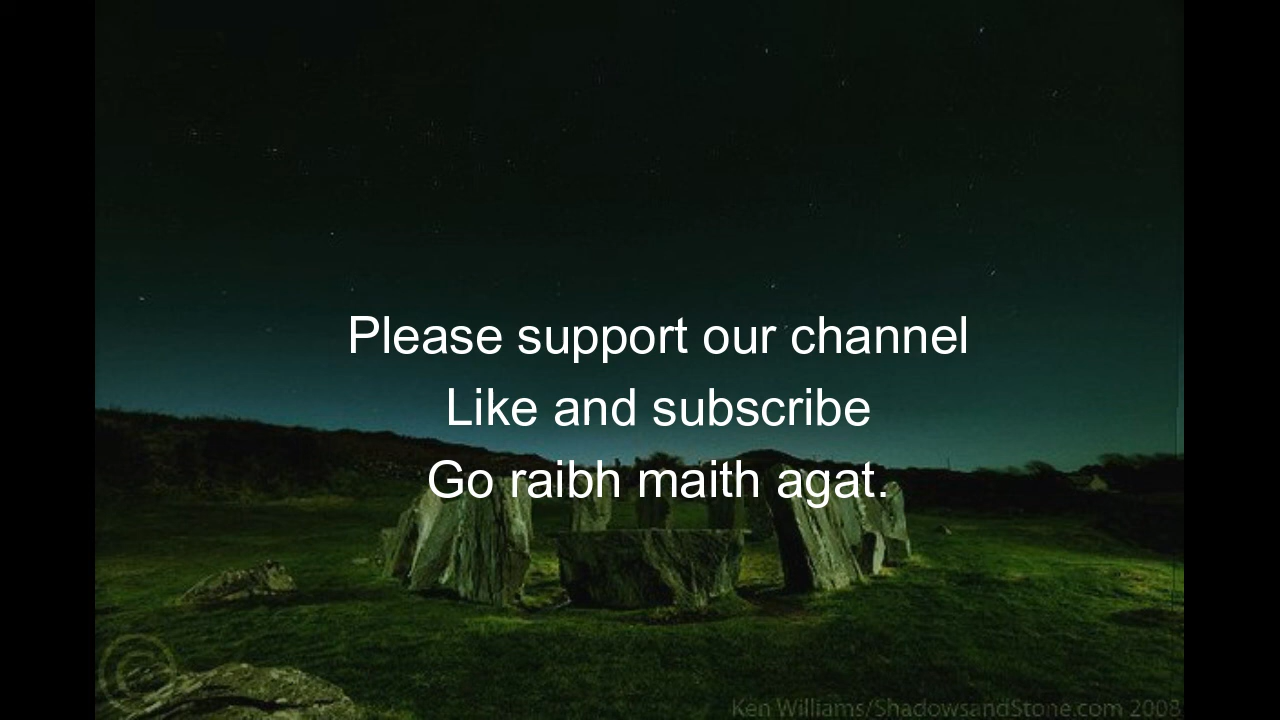 Please support our channel
Like and subscribe
Go raibh maith agat.
Ken Williams/ShadowsandStone.com 2008